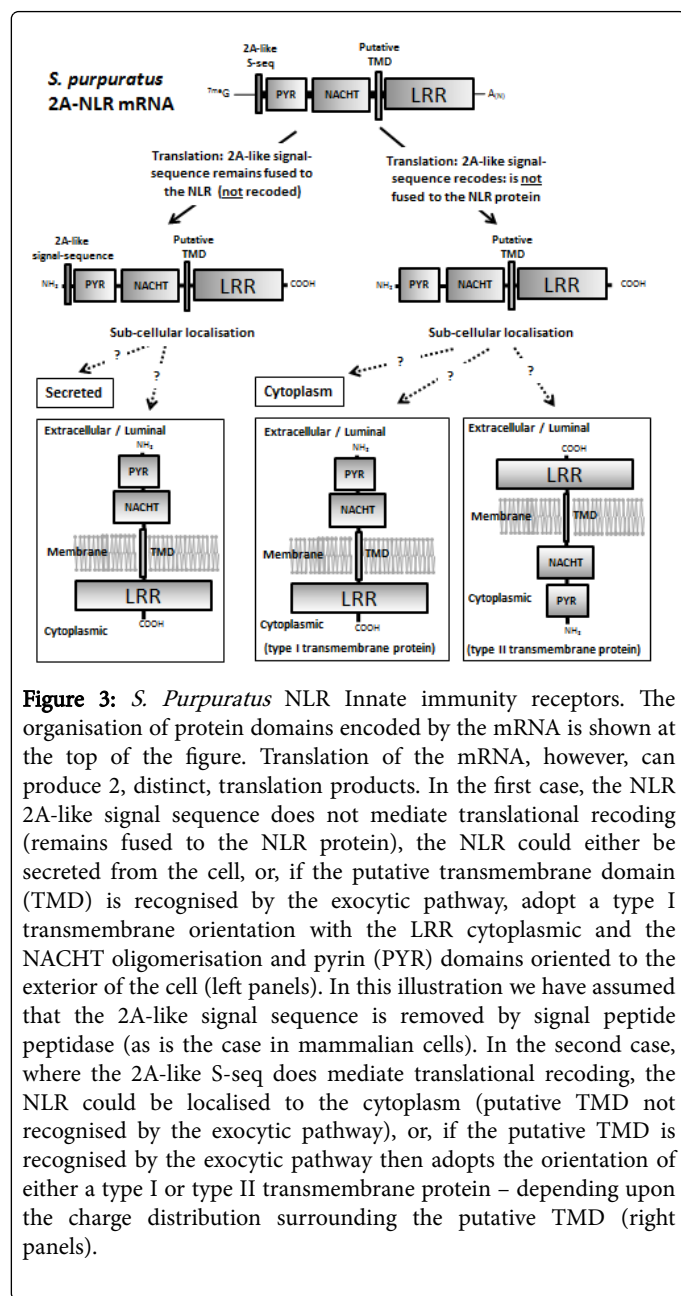 2A-like
S-seq
Putative
TMD
S. purpuratus
2A-NLR mRNA
7meG
PYR
NACHT
LRR
A(N)
Translation: 2A-like signal-
sequence remains fused to
the NLR (not recoded)
Translation: 2A-like signal-
sequence recodes: is not
fused to the NLR protein
2A-like
signal-sequence
Putative
TMD
NH₂
PYR
NACHT
LRR
COOH
Putative
TMD
NH₂
PYR
NACHT
LRR
COOH
Sub-cellular localisation
Sub-cellular localisation
?
?
?
?
?
Secreted
Cytoplasm
Extracellular / Luminal
NH₂
PYR
NACHT
Membrane
TMD
LRR
Cytoplasmic
COOH
Extracellular / Luminal
NH₂
PYR
NACHT
Membrane
TMD
LRR
Cytoplasmic
COOH
(type I transmembrane protein)
Extracellular / Luminal
COOH
LRR
Membrane
TMD
NACHT
Cytoplasmic
PYR
NH₂
(type II transmembrane protein)
Figure 3: S. Purpuratus NLR Innate immunity receptors. The
organisation of protein domains encoded by the mRNA is shown at
the top of the figure. Translation of the mRNA, however, can
produce 2, distinct, translation products. In the first case, the NLR
2A-like signal sequence does not mediate translational recoding
(remains fused to the NLR protein), the NLR could either be
secreted from the cell, or, if the putative transmembrane domain
(TMD) is recognised by the exocytic pathway, adopt a type I
transmembrane orientation with the LRR cytoplasmic and the
NACHT oligomerisation and pyrin (PYR) domains oriented to the
exterior of the cell (left panels). In this illustration we have assumed
that the 2A-like signal sequence is removed by signal peptide
peptidase (as is the case in mammalian cells). In the second case,
where the 2A-like S-seq does mediate translational recoding, the
NLR could be localised to the cytoplasm (putative TMD not
recognised by the exocytic pathway), or, if the putative TMD is
recognised by the exocytic pathway then adopts the orientation of
either a type I or type II transmembrane protein – depending upon
the charge distribution surrounding the putative TMD (right
panels).